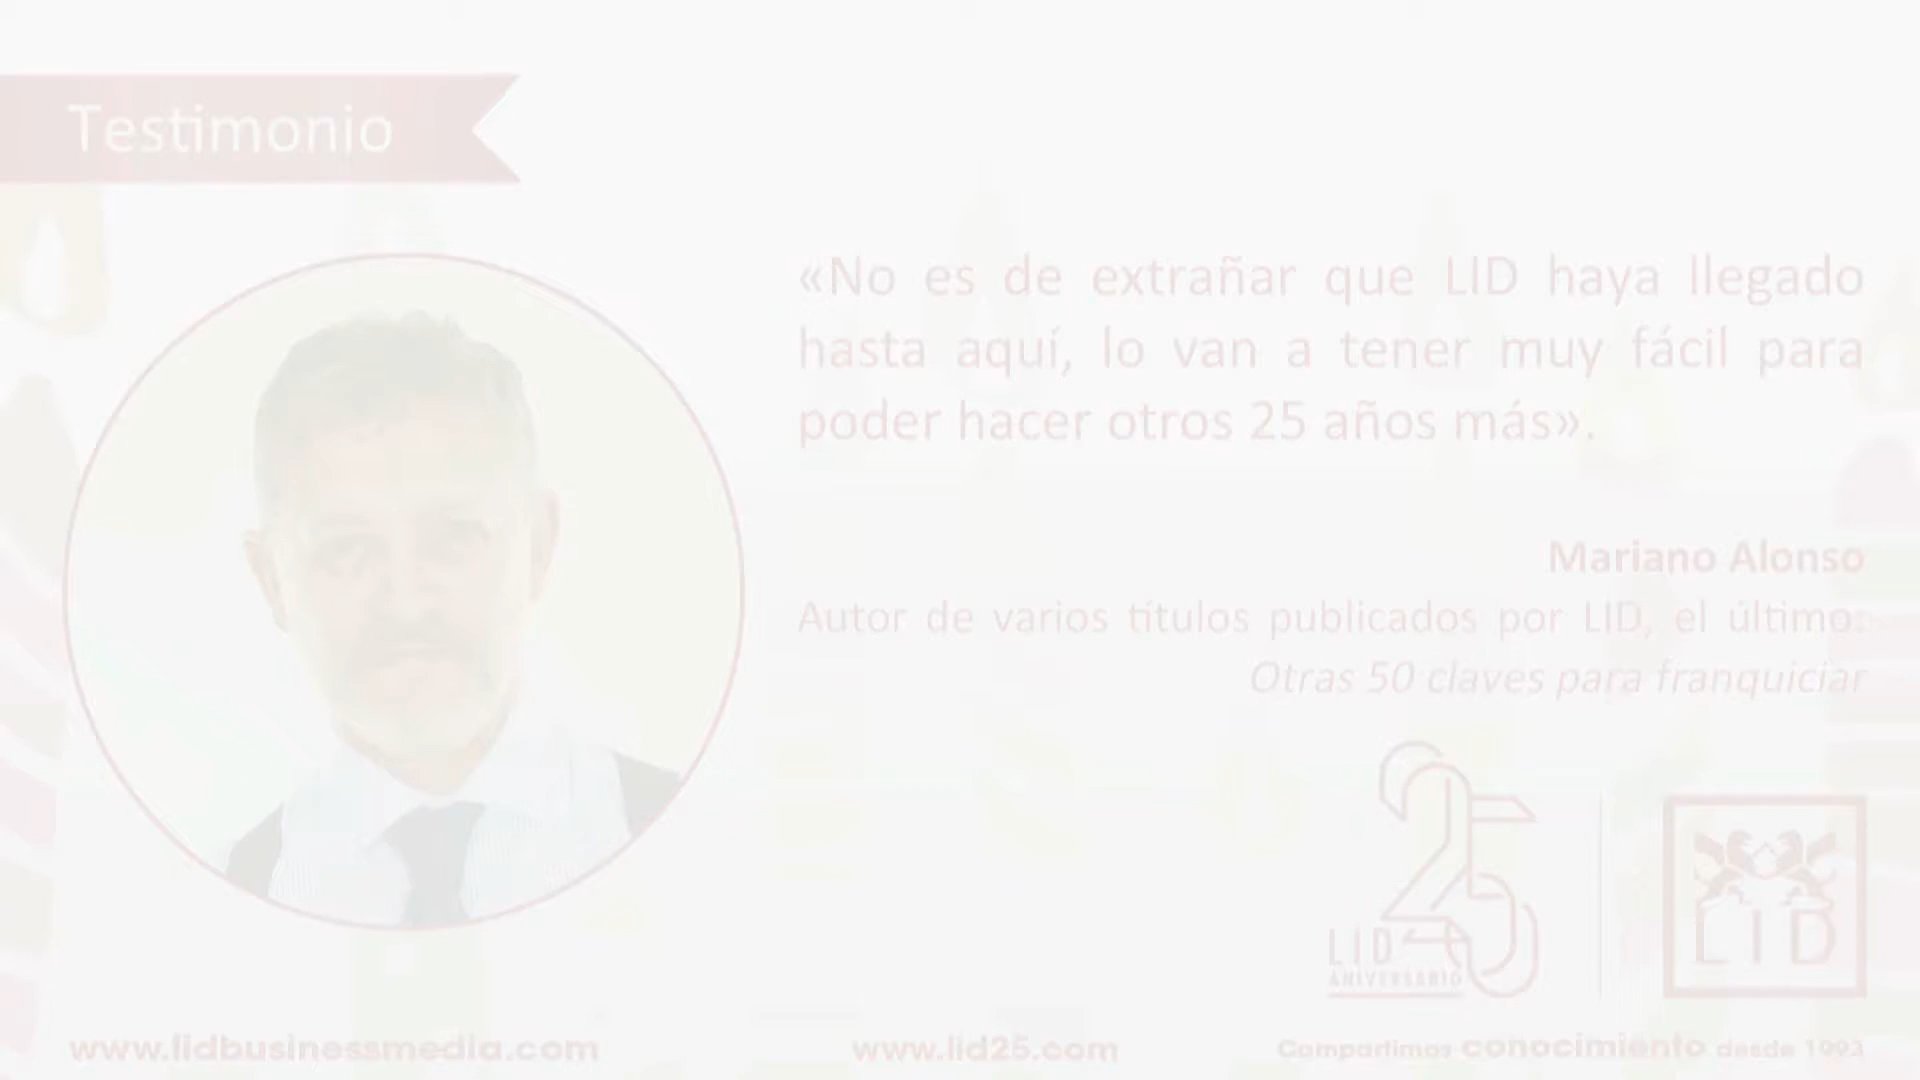 Testimonio
«No es de extrañar que LID haya llegado
hasta aquí, lo van a tener muy fácil para
poder hacer otros 25 años más».
Mariano Alonso
Autor de varios títulos publicados por LID, el último:
Otras 50 claves para franquiciar
25
LID
ANIVERSARIO
LID
www.lidbusinessmedia.com
www.lid25.com
Compartimos conocimiento desde 1993